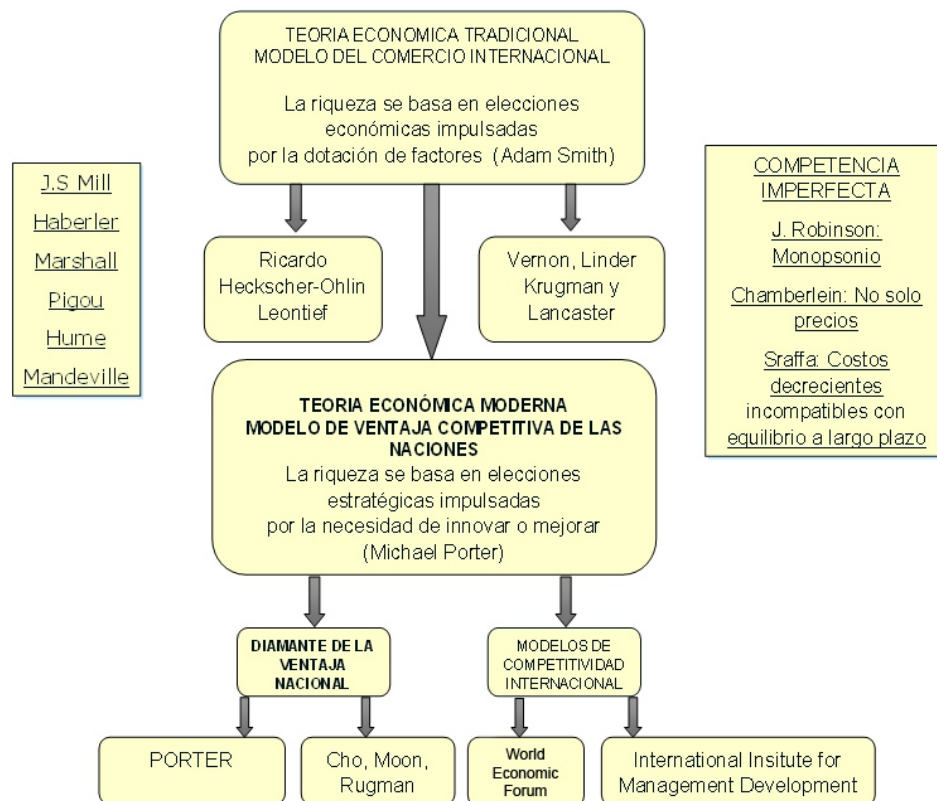 TEORIA ECONOMICA TRADICIONAL
MODELO DEL COMERCIO INTERNACIONAL
La riqueza se basa en elecciones
económicas impulsadas
por la dotación de factores (Adam Smith)
J.S Mill
Haberler
Marshall
Pigou
Hume
Mandeville
COMPETENCIA
IMPERFECTA
J. Robinson:
Monopsonio
Chamberlein: No solo
precios
Sraffa: Costos
decrecientes
incompatibles con
equilibrio a largo plazo
Ricardo
Heckscher-Ohlin
Leontief
Vernon, Linder
Krugman y
Lancaster
TEORIA ECONÓMICA MODERNA
MODELO DE VENTAJA COMPETITIVA DE LAS
NACIONES
La riqueza se basa en elecciones
estratégicas impulsadas
por la necesidad de innovar o mejorar
(Michael Porter)
DIAMANTE DE LA
VENTAJA
NACIONAL
MODELOS DE
COMPETITIVIDAD
INTERNACIONAL
PORTER
Cho, Moon,
Rugman
World
Economic
Forum
International Insitute for
Management Development